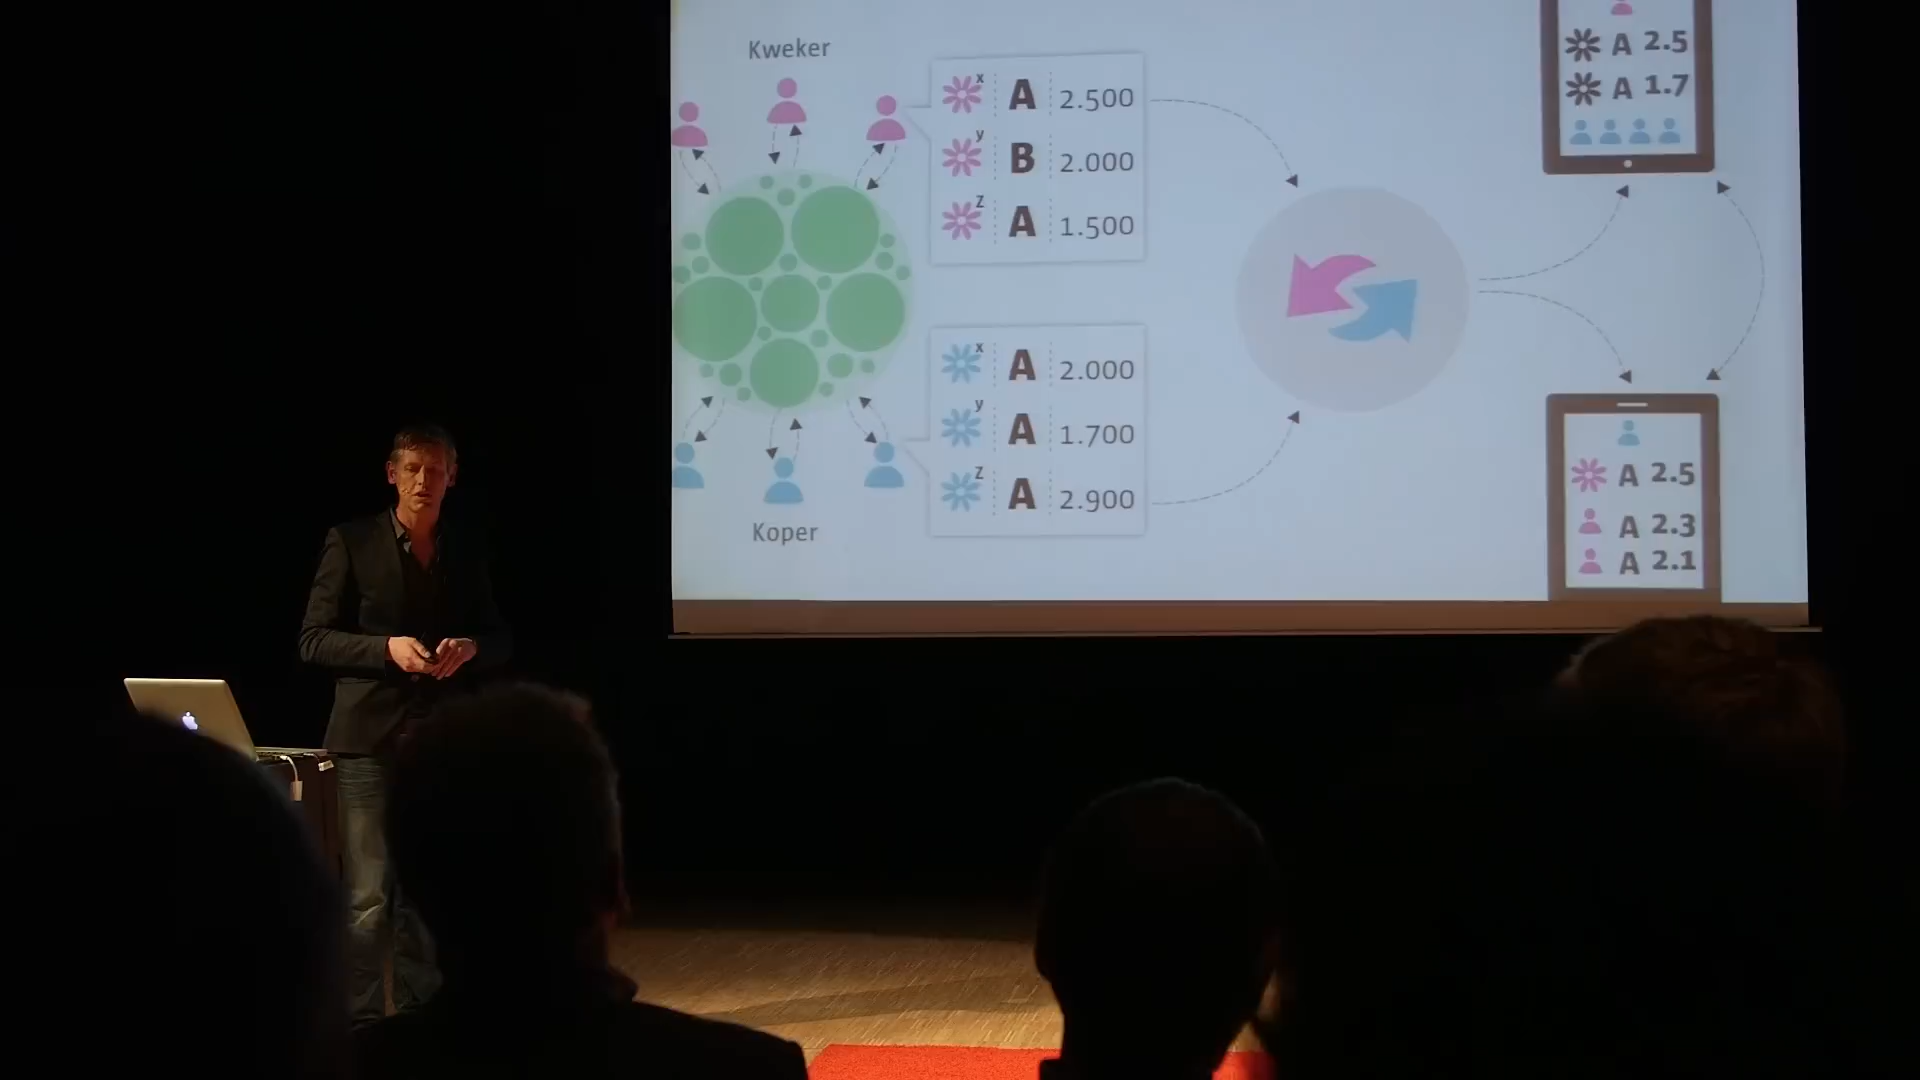 Kweker
x A 2.500
y B 2.000
z A 1.500
x A 2.000
y A 1.700
z A 2.900
Koper
A 2.5
A 1.7
A 2.5
A 2.3
A 2.1